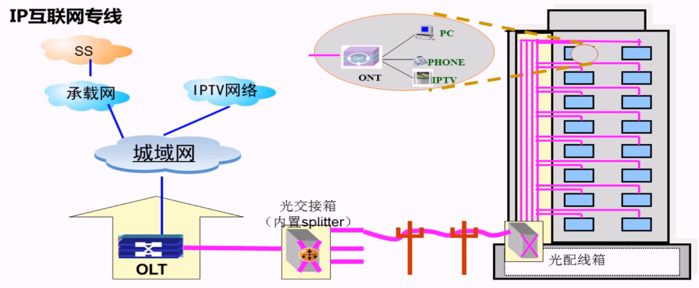 IP互联网专线
SS
承载网
IPTV网络
城域网
OLT
光交接箱
（内置splitter）
ONT
ONT
PC
PHONE
IPTV
光配线箱